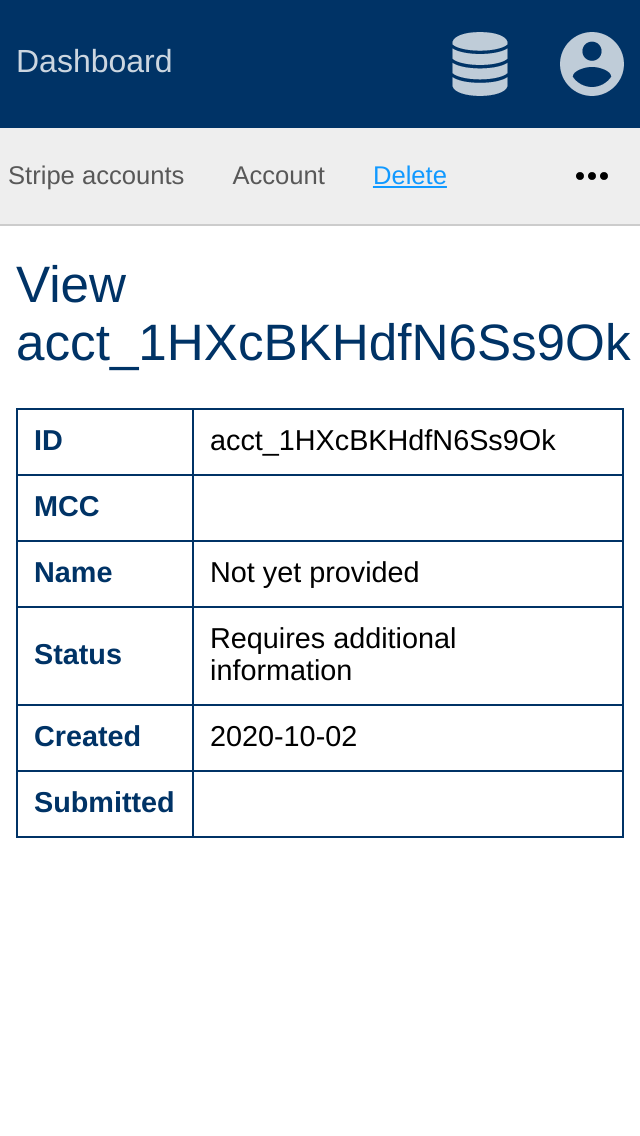 Dashboard
Stripe accounts Account Delete
View
acct_1HXcBKHdfN6Ss9Ok
ID acct_1HXcBKHdfN6Ss9Ok
MCC
Name Not yet provided
Status Requires additional
information
Created 2020-10-02
Submitted